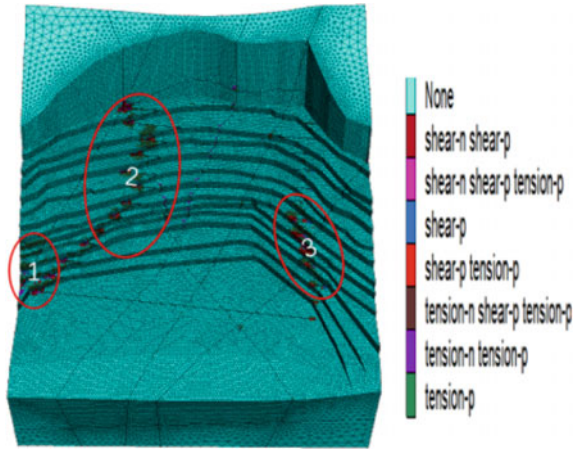 None
shear-n shear-p
shear-n shear-p tension-p
shear-p
shear-p tension-p
tension-n shear-p tension-p
tension-n tension-p
tension-p
2
3
1